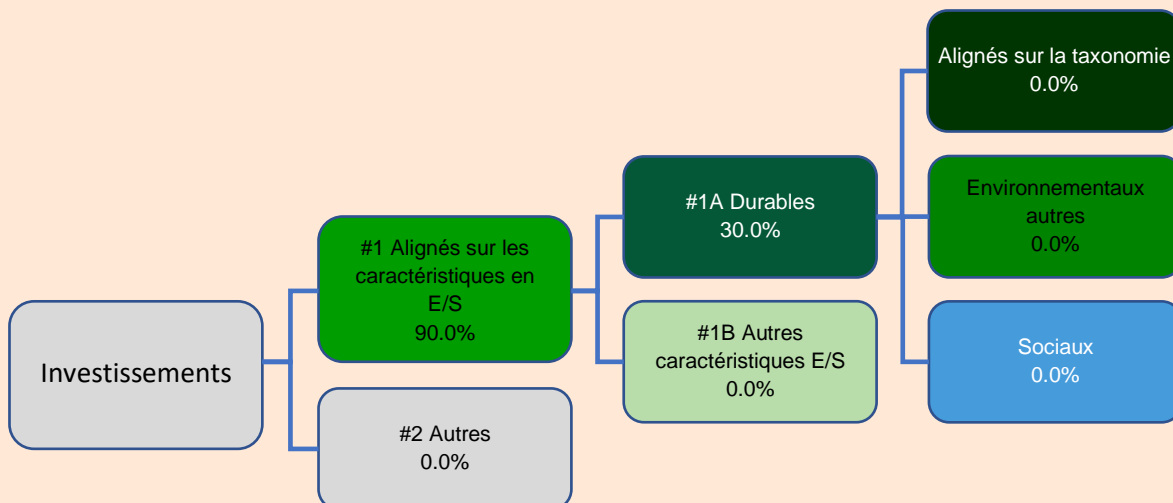 Investissements
#1 Alignés sur les
caractéristiques en
E/S
90.0%
#2 Autres
0.0%
#1A Durables
30.0%
#1B Autres
caractéristiques E/S
0.0%
Alignés sur la taxonomie
0.0%
Environnementaux
autres
0.0%
Sociaux
0.0%